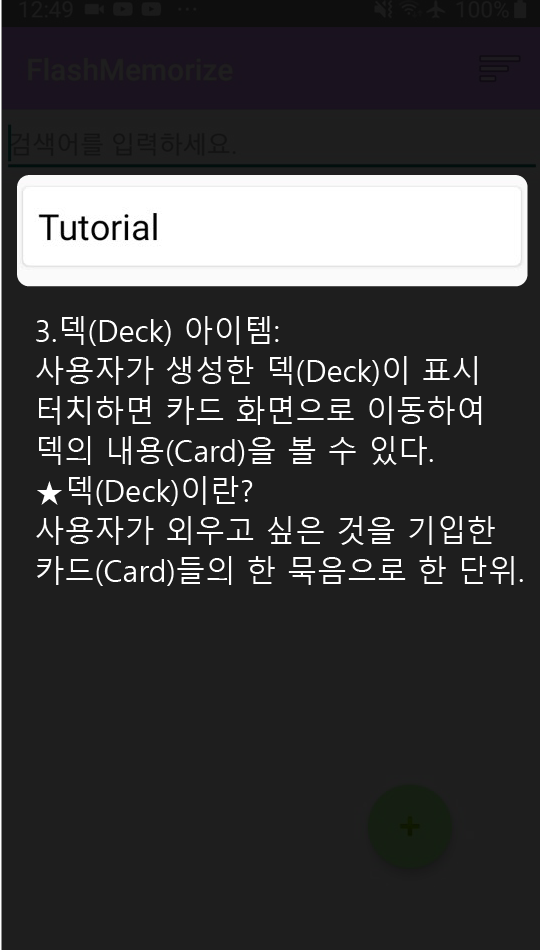 12:49 ··· 100%
FlashMemorize
검색어를 입력하세요.
Tutorial
3.덱(Deck) 아이템:
사용자가 생성한 덱(Deck)이 표시
터치하면 카드 화면으로 이동하여
덱의 내용(Card)을 볼 수 있다.
★덱(Deck)이란?
사용자가 외우고 싶은 것을 기입한
카드(Card)들의 한 묵음으로 한 단위.
+